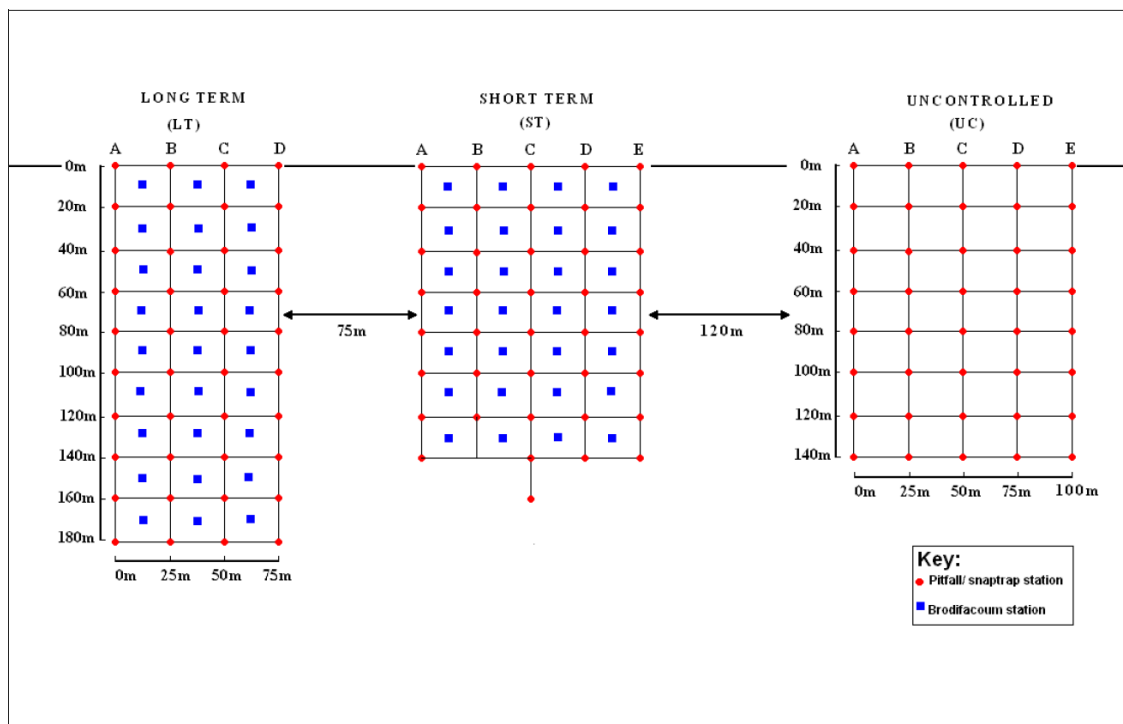 LONG TERM
(LT)
SHORT TERM
(ST)
UNCONTROLLED
(UC)
A B C D
A B C D E
A B C D E
0m
20m
40m
60m
80m
100m
120m
140m
160m
180m
0m 25m 50m 75m
75m
120m
0m
20m
40m
60m
80m
100m
120m
140m
0m 25m 50m 75m 100m
Key:
Pitfall/ snaptrap station
Brodifacoum station